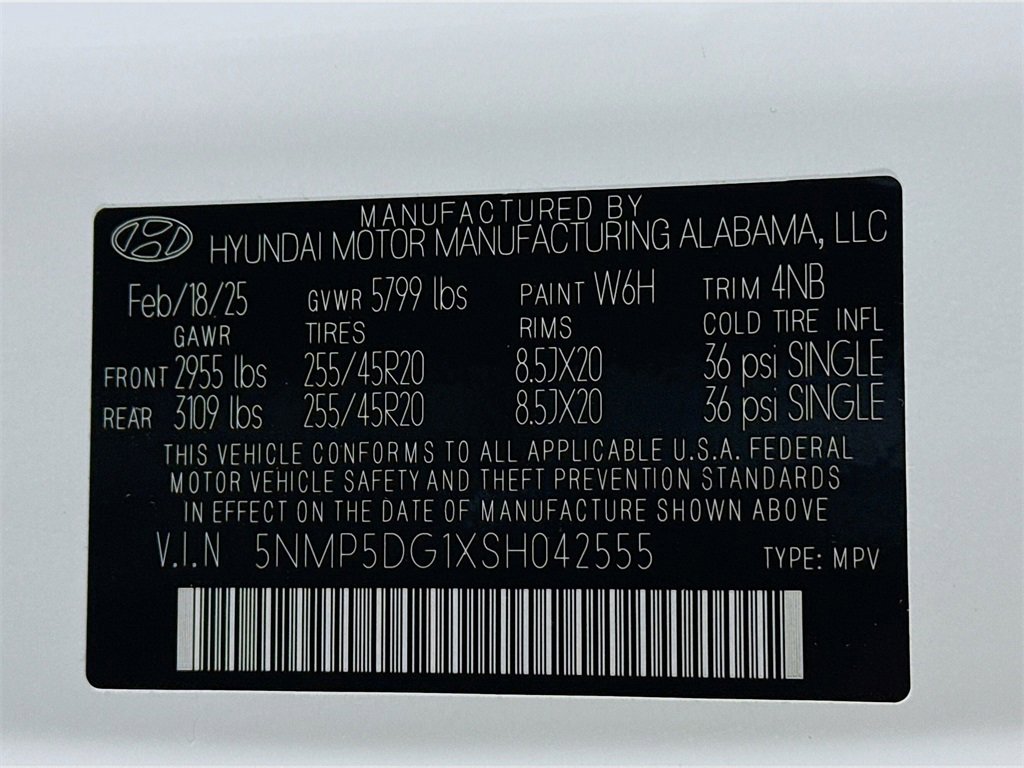 MANUFACTURED BY
HYUNDAI MOTOR MANUFACTURING ALABAMA, LLC
Feb/18/25 GVWR 5799 lbs PAINT W6H TRIM 4NB
GAWR TIRES RIMS COLD TIRE INFL
FRONT 2955 lbs 255/45R20 8.5JX20 36 psi SINGLE
REAR 3109 lbs 255/45R20 8.5JX20 36 psi SINGLE
THIS VEHICLE CONFORMS TO ALL APPLICABLE U.S.A. FEDERAL
MOTOR VEHICLE SAFETY AND THEFT PREVENTION STANDARDS
IN EFFECT ON THE DATE OF MANUFACTURE SHOWN ABOVE
V.I.N 5NMP5DG1XSH042555 TYPE: MPV